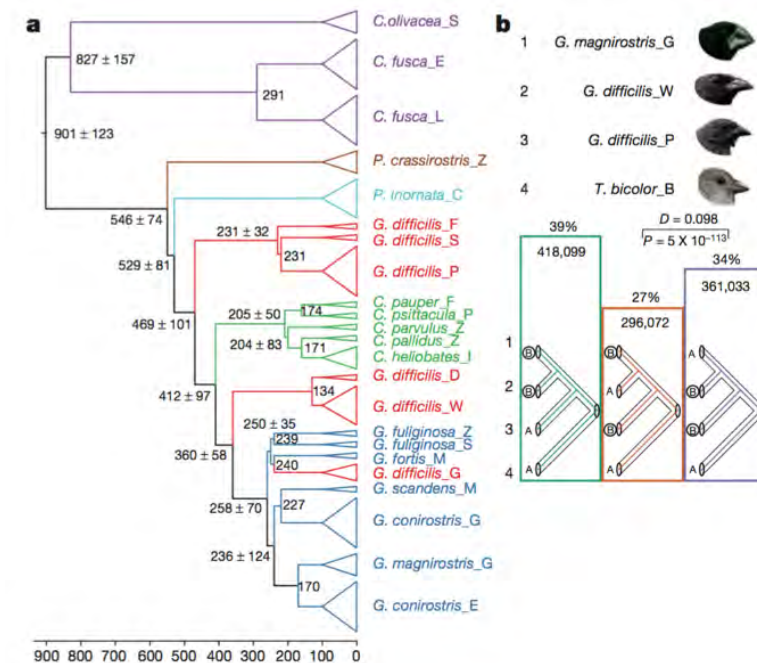 a
C.olivacea_S
827 ± 157
C. fusca_E
291
C. fusca_L
901 ± 123
P. crassirostris_Z
P. inornata_C
546 ± 74
G. difficilis_F
231 ± 32
G. difficilis_S
529 ± 81
231
G. difficilis_P
469 ± 101
C. pauper_F
205 ± 50
174
C. psittacula_P
C. parvulus_Z
204 ± 83
C. pallidus_Z
171
C. heliobates_I
G. difficilis_D
134
412 ± 97
G. difficilis_W
250 ± 35
G. fuliginosa_Z
239
G. fuliginosa_S
360 ± 58
G. fortis_M
240
G. difficilis_G
G. scandens_M
258 ± 70
227
G. conirostris_G
236 ± 124
G. magnirostris_G
170
G. conirostris_E
900 800 700 600 500 400 300 200 100 0
b
1 G. magnirostris_G
2 G. difficilis_W
3 G. difficilis_P
4 T. bicolor_B
D = 0.098
P = 5 X 10⁻¹¹³
39%
418,099
27%
296,072
34%
361,033
1 B B A
2 B A B
3 A B B
4 A A A